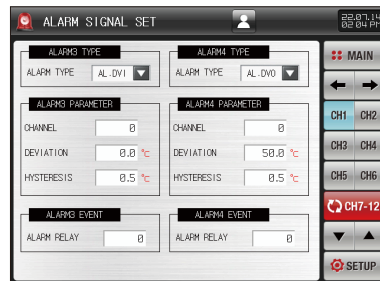 ALARM SIGNAL SET
22.07.14
02:04 PM
ALARM3 TYPE
ALARM TYPE AL.DVI
ALARM4 TYPE
ALARM TYPE AL.DVO
ALARM3 PARAMETER
CHANNEL 0
DEVIATION 0.0 ℃
HYSTERESIS 0.5 ℃
ALARM4 PARAMETER
CHANNEL 0
DEVIATION 50.0 ℃
HYSTERESIS 0.5 ℃
ALARM3 EVENT
ALARM RELAY 0
ALARM4 EVENT
ALARM RELAY 0
MAIN
CH1 CH2
CH3 CH4
CH5 CH6
CH7-12
SETUP